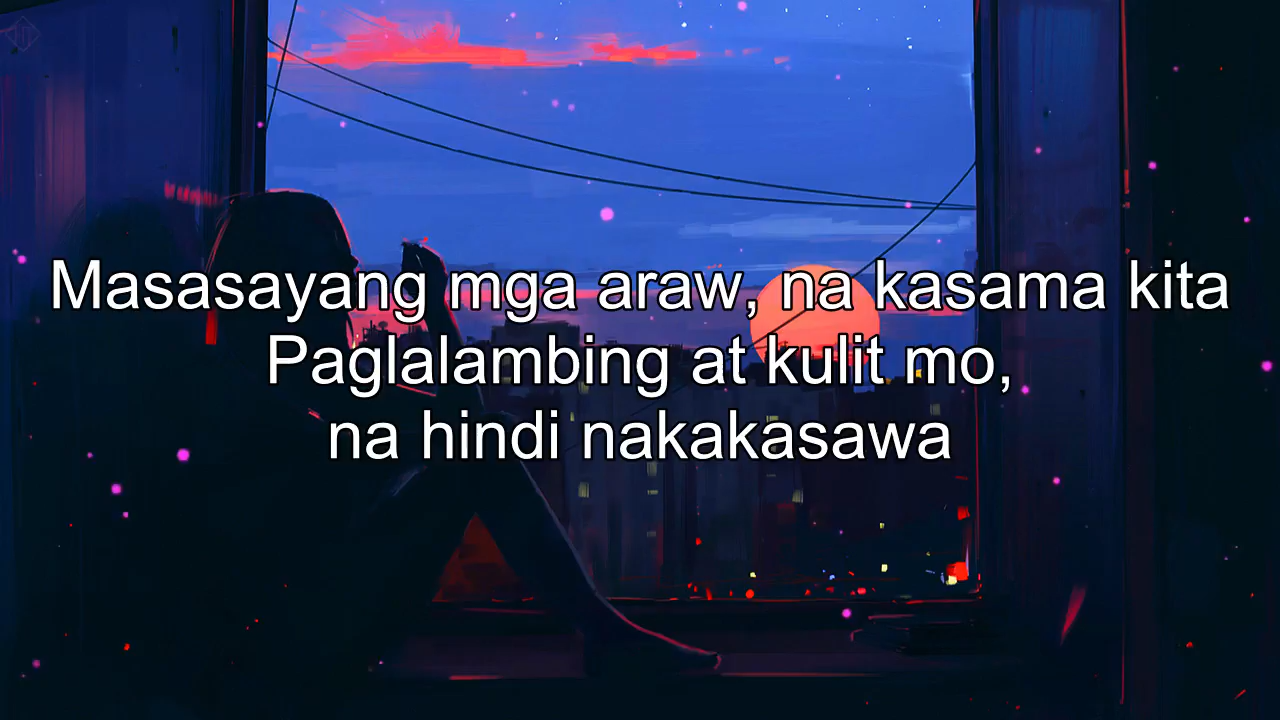 Masasayang mga araw, na kasama kita
Paglalambing at kulit mo,
na hindi nakakasawa